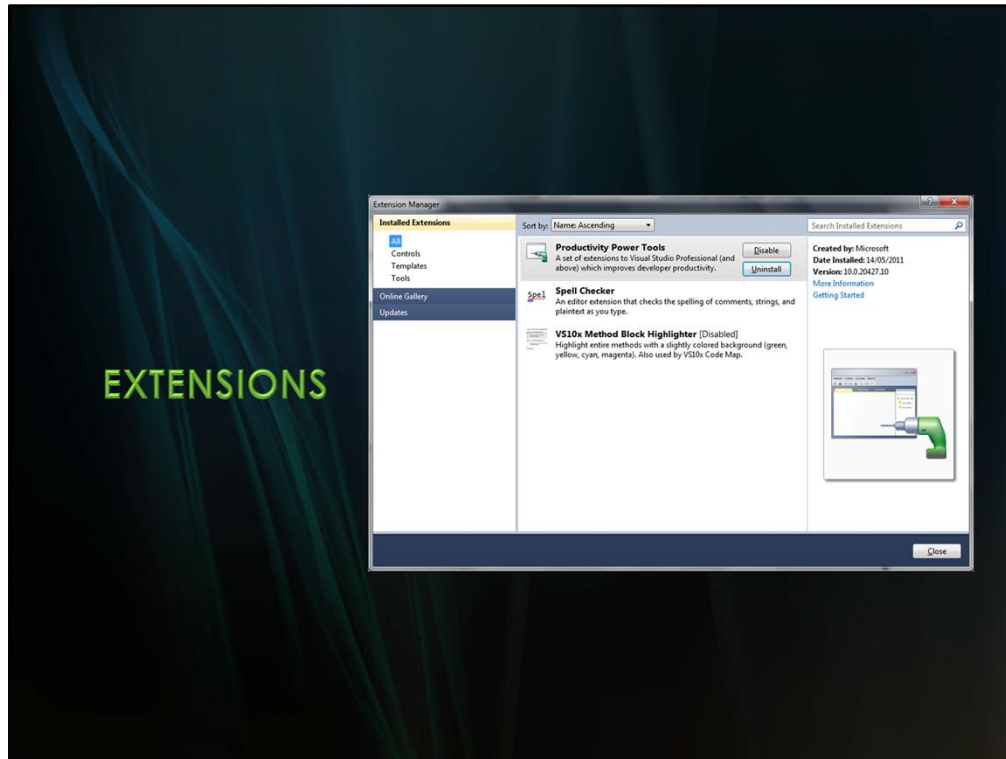 EXTENSIONS
Extension Manager
Installed Extensions
All
Controls
Templates
Tools
Online Gallery
Updates
Sort by: Name: Ascending
Productivity Power Tools
A set of extensions to Visual Studio Professional (and
above) which improves developer productivity.
Disable
Uninstall
Spel
Spell Checker
An editor extension that checks the spelling of comments, strings, and
plaintext as you type.
VS10x Method Block Highlighter [Disabled]
Highlight entire methods with a slightly colored background (green,
yellow, cyan, magenta). Also used by VS10x Code Map.
Search Installed Extensions
Created by: Microsoft
Date Installed: 14/05/2011
Version: 10.0.20427.10
More Information
Getting Started
Close